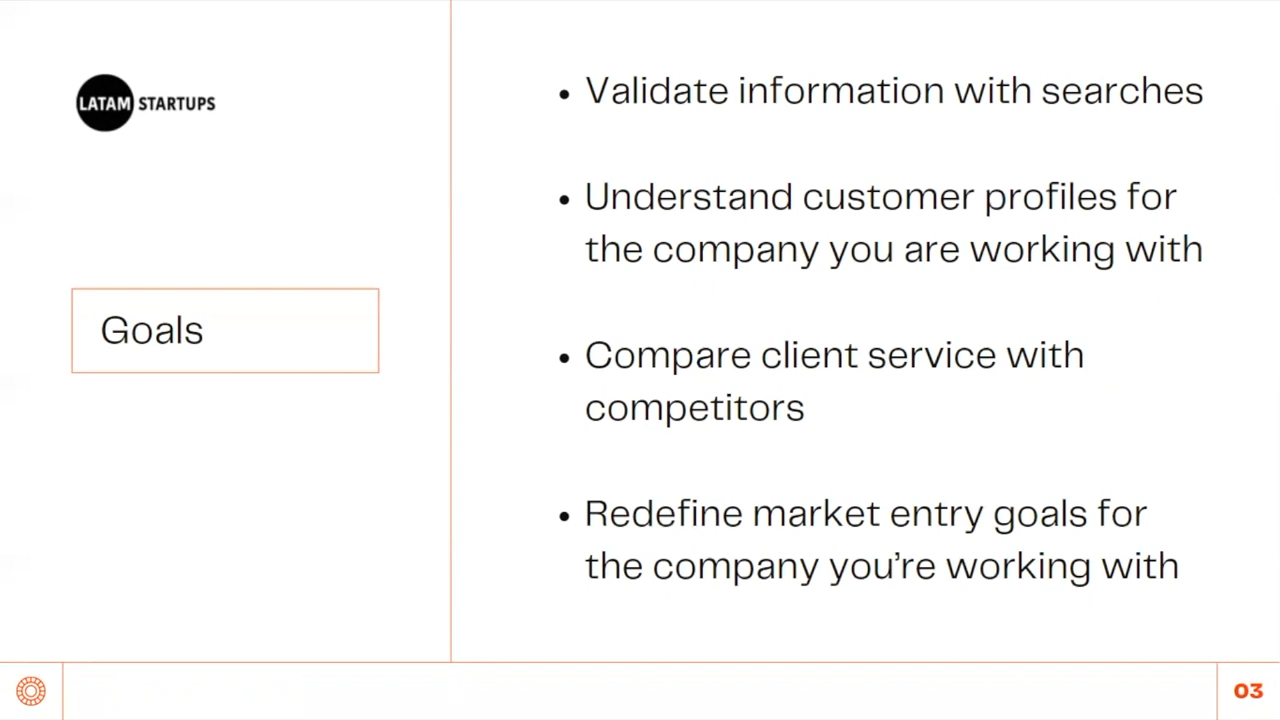 LATAM STARTUPS
Goals
• Validate information with searches
• Understand customer profiles for
the company you are working with
• Compare client service with
competitors
• Redefine market entry goals for
the company you’re working with
03